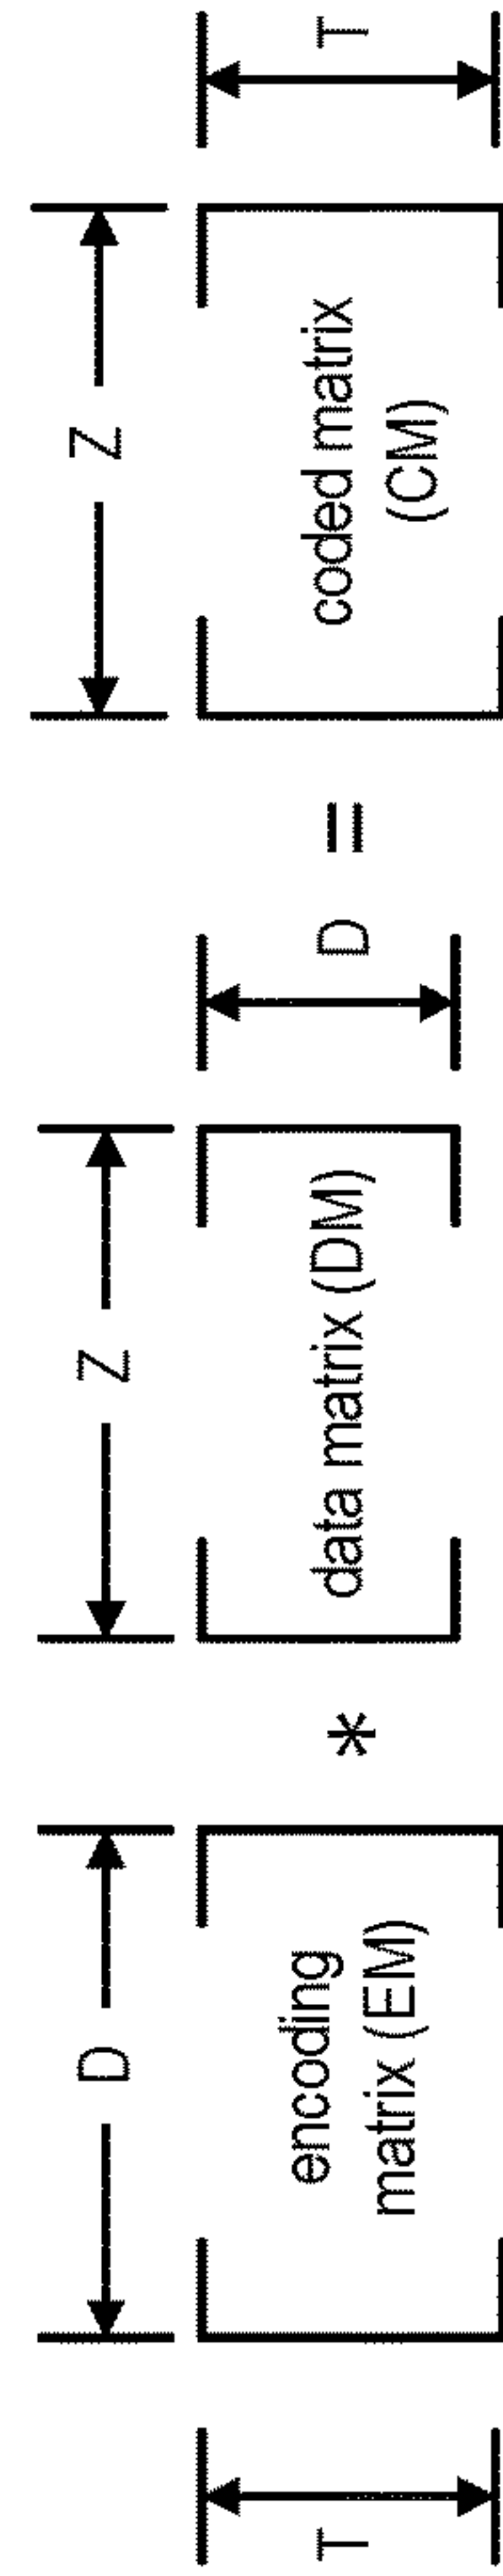 T
D
encoding
matrix (EM)
*
Z
data matrix (DM)
D
=
Z
coded matrix
(CM)
T